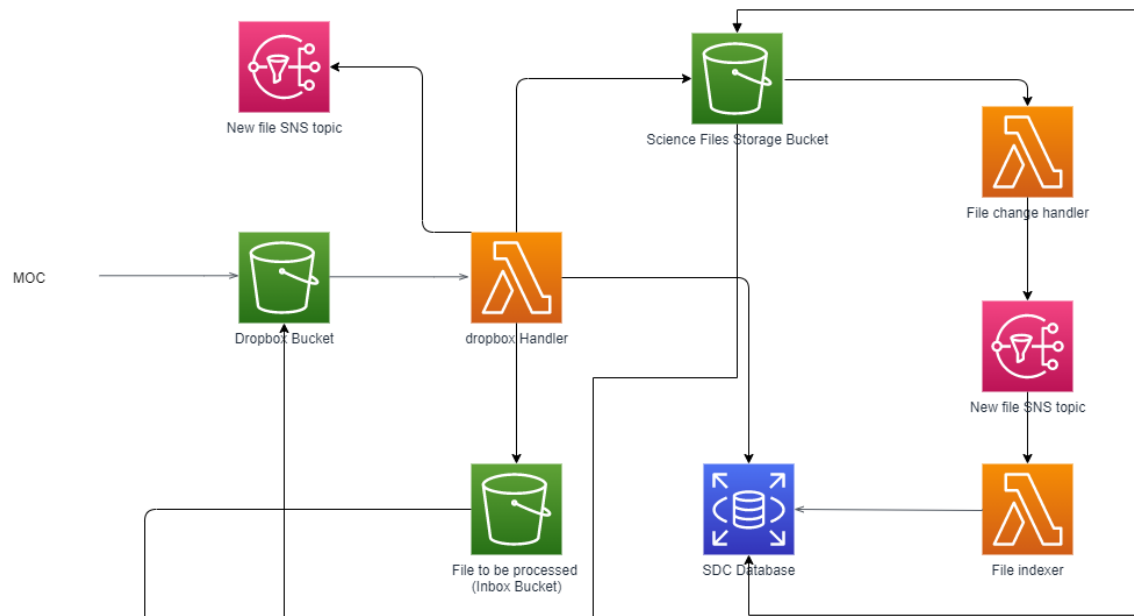 New file SNS topic
Science Files Storage Bucket
File change handler
MOC
Dropbox Bucket
dropbox Handler
New file SNS topic
File to be processed
(Inbox Bucket)
SDC Database
File indexer